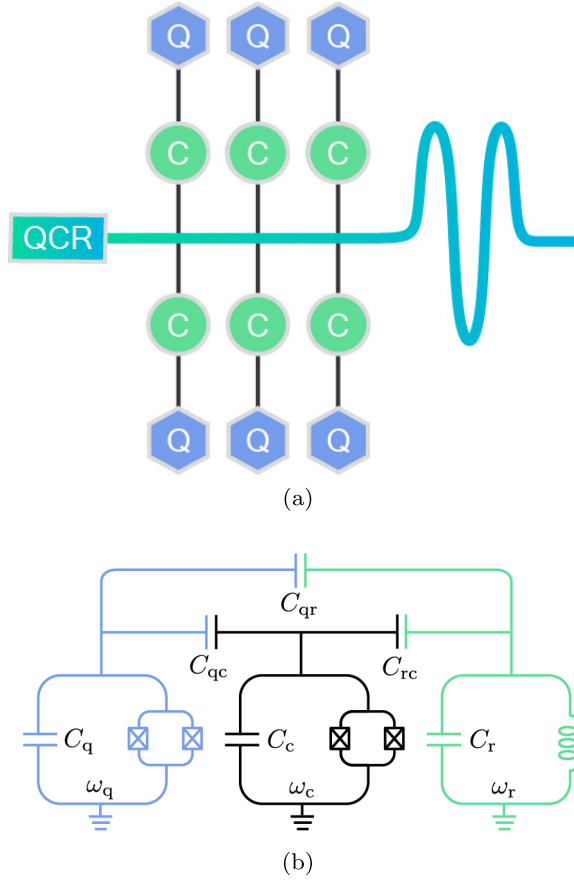 Q Q Q
C C C
QCR
C C C
Q Q Q
(a)
C_qr
C_qc C_rc
C_q C_c C_r
ω_q ω_c ω_r
(b)